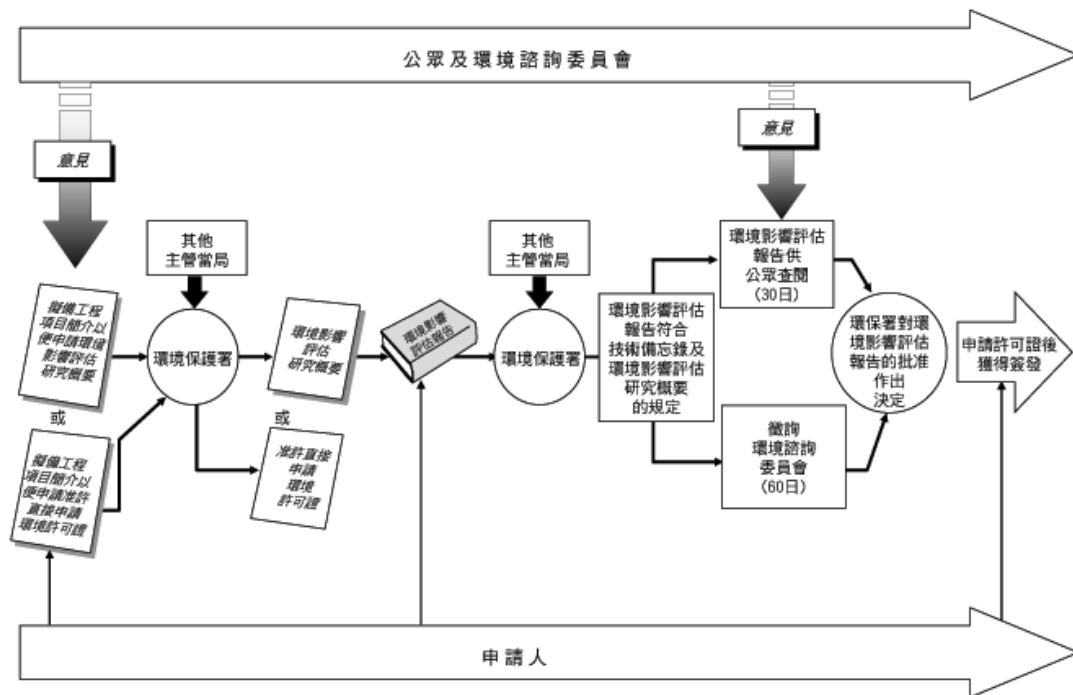 公眾及環境諮詢委員會
意見
意見
其他
主管當局
其他
主管當局
環境影響評估
報告供
公眾查閱
(30日)
擬備工程
項目簡介以
便申請環境
影響評估
研究概要
環境保護署
環境影響
評估
研究概要
環境影響
評估報告
環境保護署
環境影響評估
報告符合
技術備忘錄及
環境影響評估
研究概要
的規定
環保署對環
境影響評估
報告的批准
作出
決定
申請許可證後
獲得簽發
或
或
擬備工程
項目簡介以
便申請准許
直接申請
環境許可證
准許直接
申請
環境
許可證
徵詢
環境諮詢
委員會
(60日)
申請人